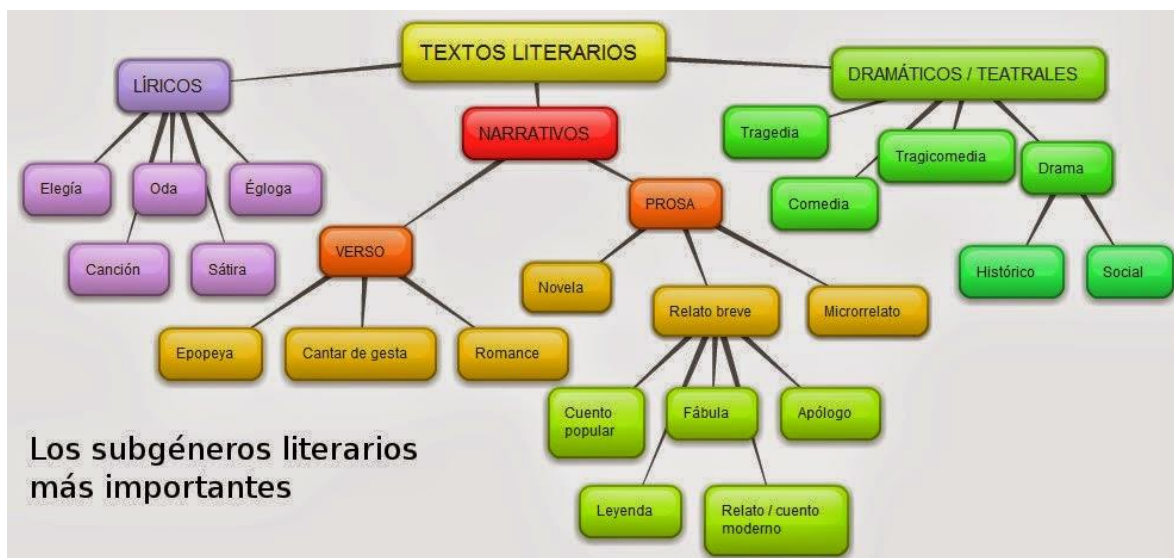 TEXTOS LITERARIOS
LÍRICOS
DRAMÁTICOS / TEATRALES
NARRATIVOS
Tragedia
Tragicomedia
Drama
Elegía
Oda
Égloga
Comedia
PROSA
VERSO
Canción
Sátira
Histórico
Social
Novela
Relato breve
Microrrelato
Epopeya
Cantar de gesta
Romance
Cuento
popular
Fábula
Apólogo
Los subgéneros literarios
más importantes
Leyenda
Relato / cuento
moderno